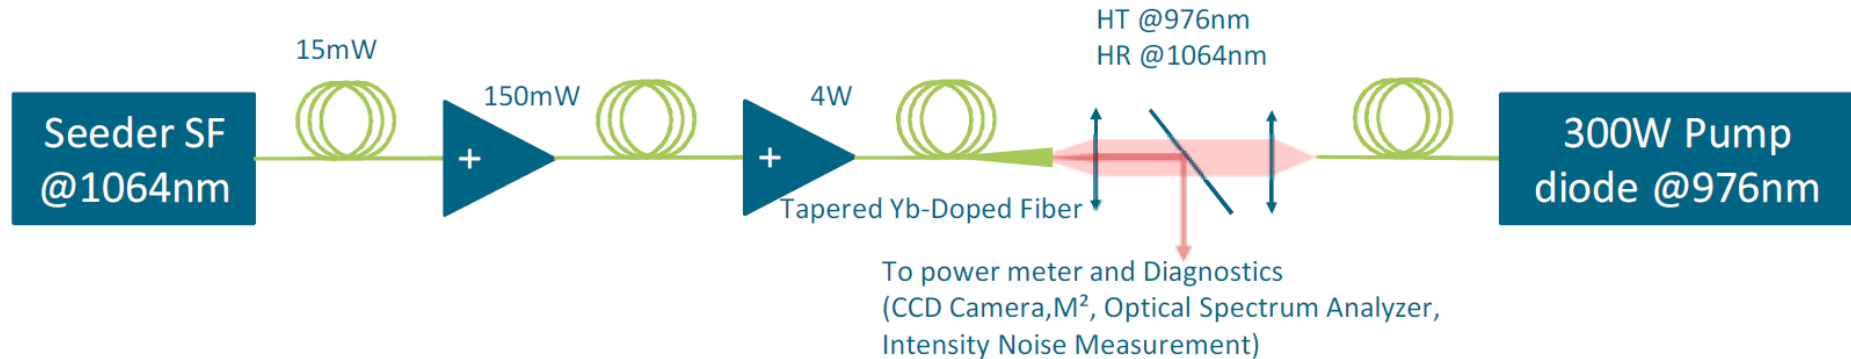 HT @976nm
HR @1064nm
15mW
150mW
4W
Seeder SF
@1064nm
+
+
300W Pump
diode @976nm
Tapered Yb-Doped Fiber
To power meter and Diagnostics
(CCD Camera,M², Optical Spectrum Analyzer,
Intensity Noise Measurement)